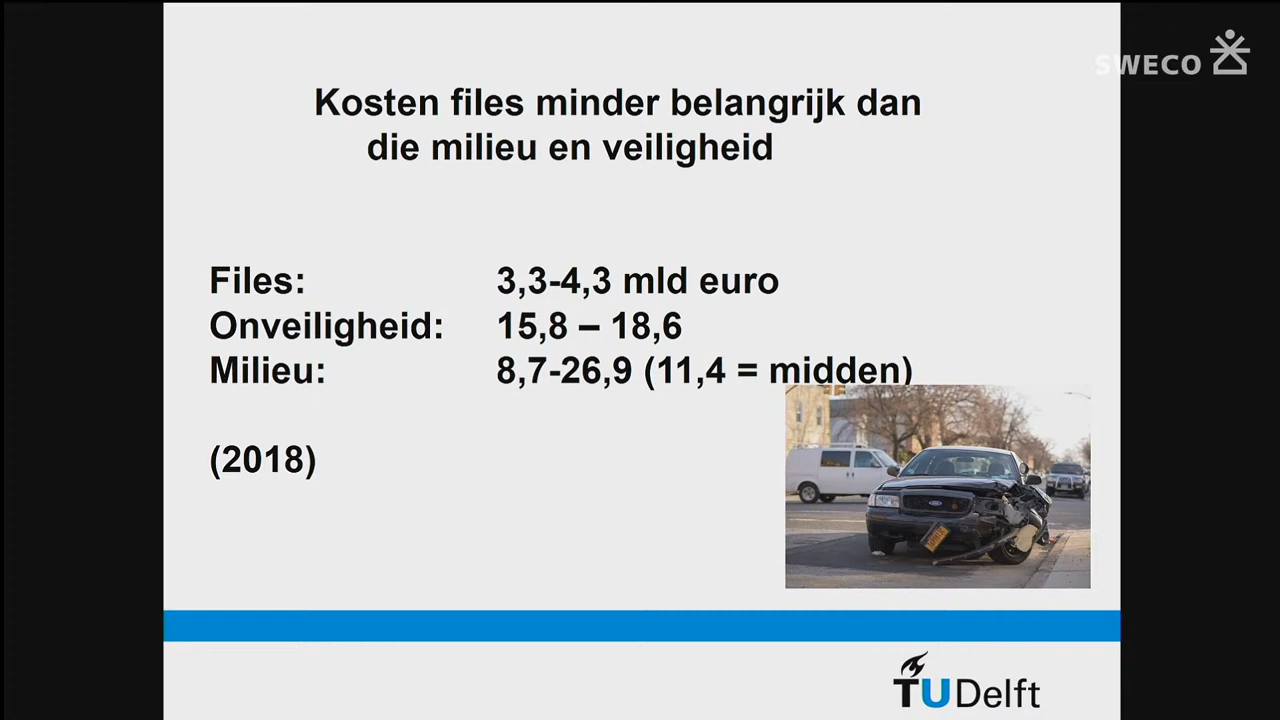 SWECO
Kosten files minder belangrijk dan
die milieu en veiligheid
Files: 3,3-4,3 mld euro
Onveiligheid: 15,8 – 18,6
Milieu: 8,7-26,9 (11,4 = midden)
(2018)
TUDelft